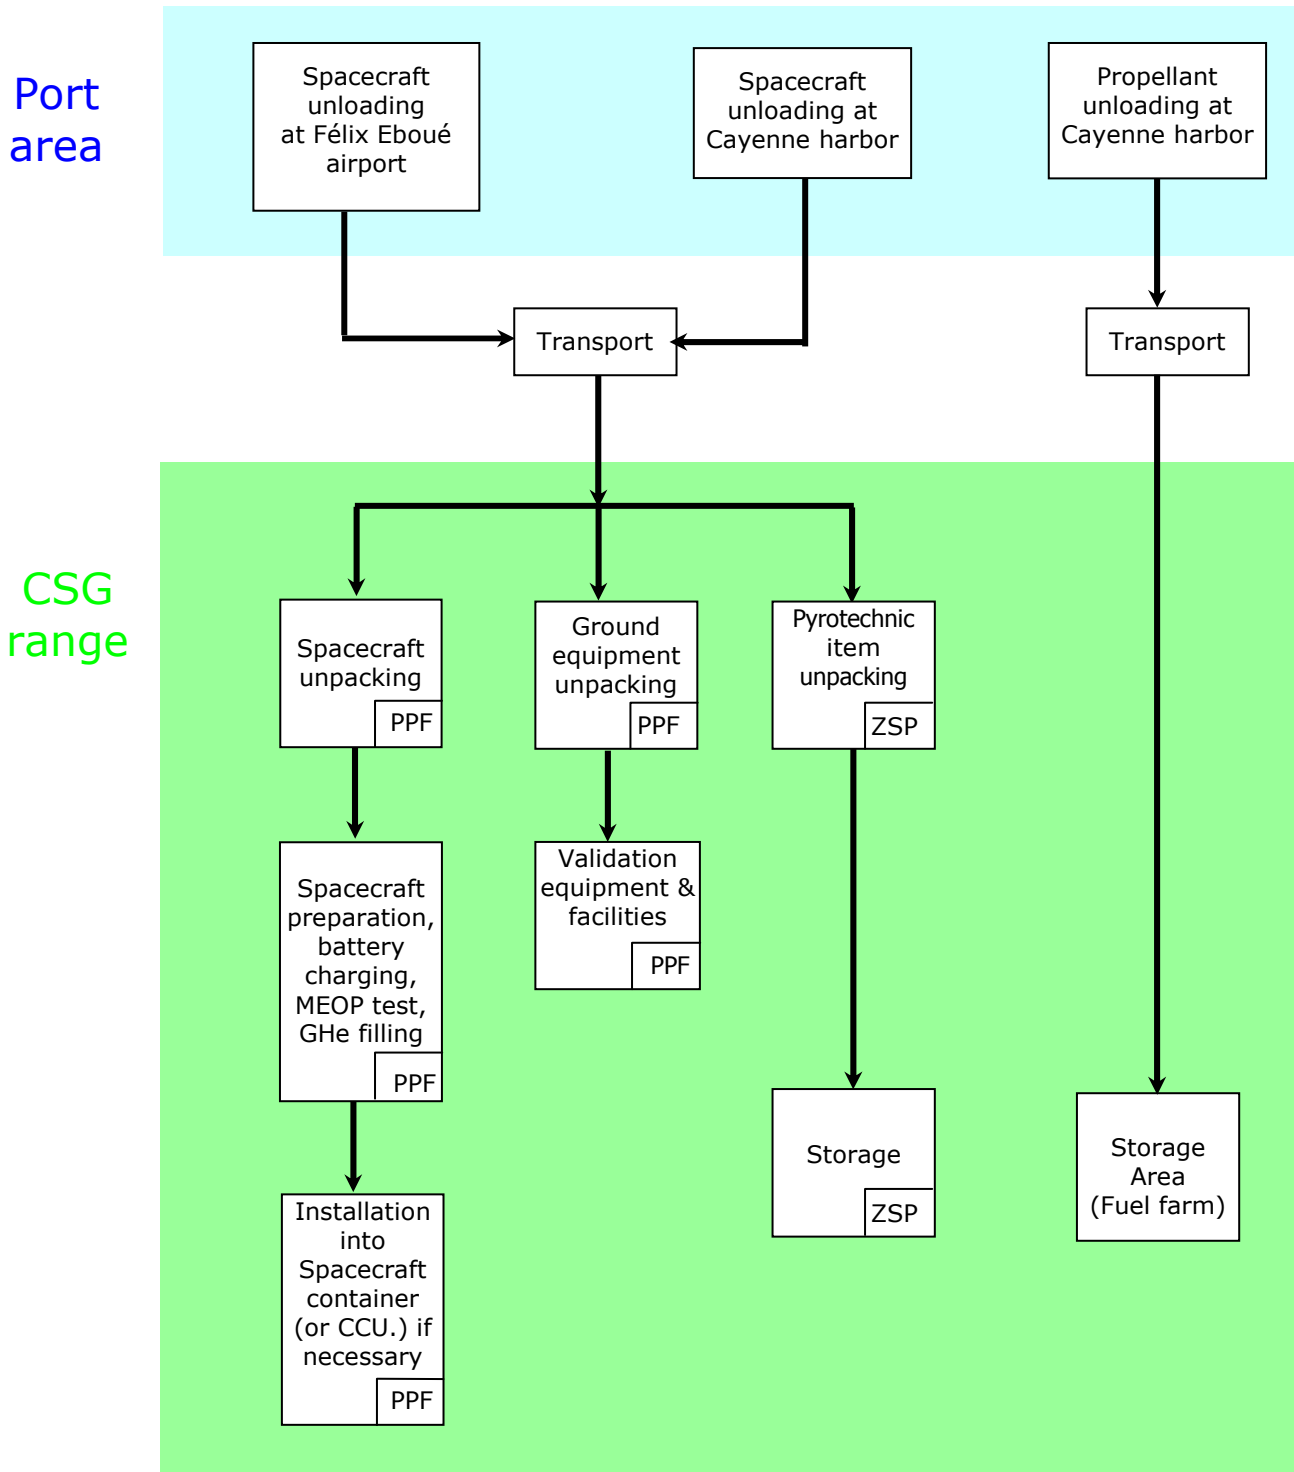 Port
area
Spacecraft
unloading
at Félix Eboué
airport
Spacecraft
unloading at
Cayenne harbor
Propellant
unloading at
Cayenne harbor
Transport
Transport
CSG
range
Spacecraft
unpacking
PPF
Ground
equipment
unpacking
PPF
Pyrotechnic
item
unpacking
ZSP
Spacecraft
preparation,
battery
charging,
MEOP test,
GHe filling
PPF
Validation
equipment &
facilities
PPF
Storage
ZSP
Storage
Area
(Fuel farm)
Installation
into
Spacecraft
container
(or CCU.) if
necessary
PPF